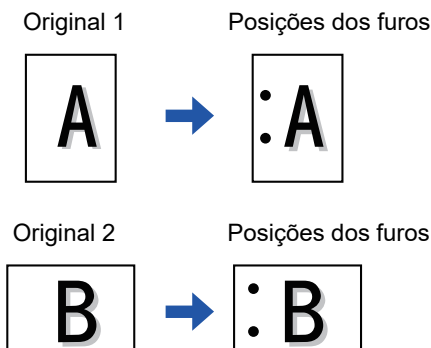 Original 1 Posições dos furos
A A
Original 2 Posições dos furos
B B